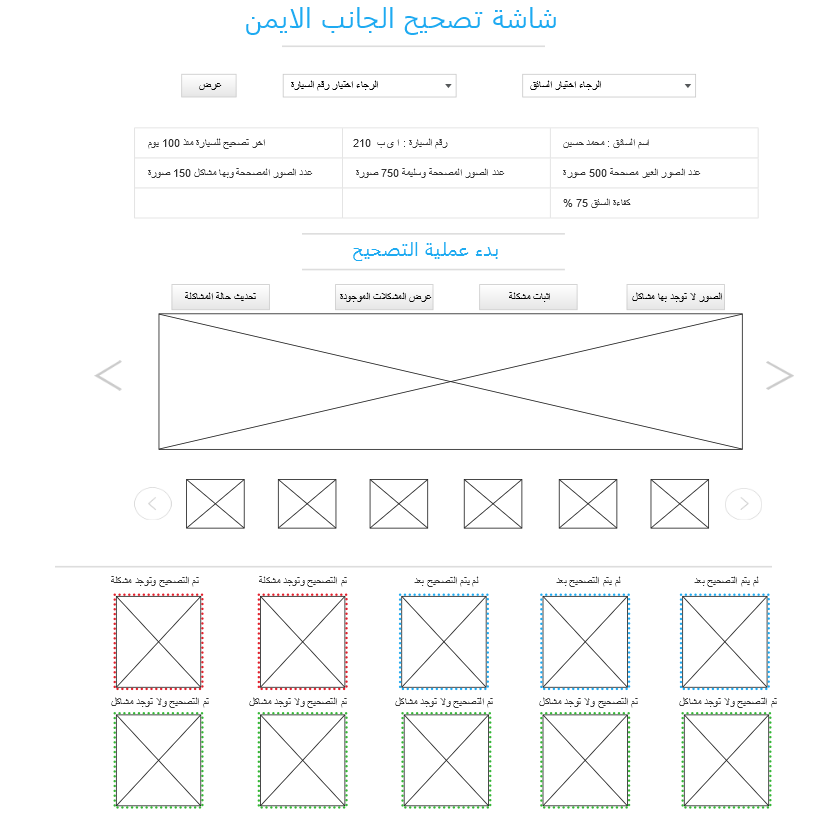 شاشة تصحيح الجانب الايمن
الرجاء اختيار السائق
الرجاء اختيار رقم السيارة
عرض
اسم السائق : محمد حسين
رقم السيارة : ا ى ب 210
اخر تصحيح للسيارة منذ 100 يوم
عدد الصور الغير مصححة 500 صورة
عدد الصور المصححة وسليمة 750 صورة
عدد الصور المصححة وبها مشاكل 150 صورة
كفاءة السئق 75 %
بدء عملية التصحيح
الصور لا توجد بها مشاكل
اثبات مشكلة
عرض المشكلات الموجودة
تحديث حالة المشاكلة
لم يتم التصحيح بعد
لم يتم التصحيح بعد
لم يتم التصحيح بعد
تم التصحيح وتوجد مشكلة
تم التصحيح وتوجد مشكلة
تم التصحيح ولا توجد مشاكل
تم التصحيح ولا توجد مشاكل
تم التصحيح ولا توجد مشاكل
تم التصحيح ولا توجد مشاكل
تم التصحيح ولا توجد مشاكل